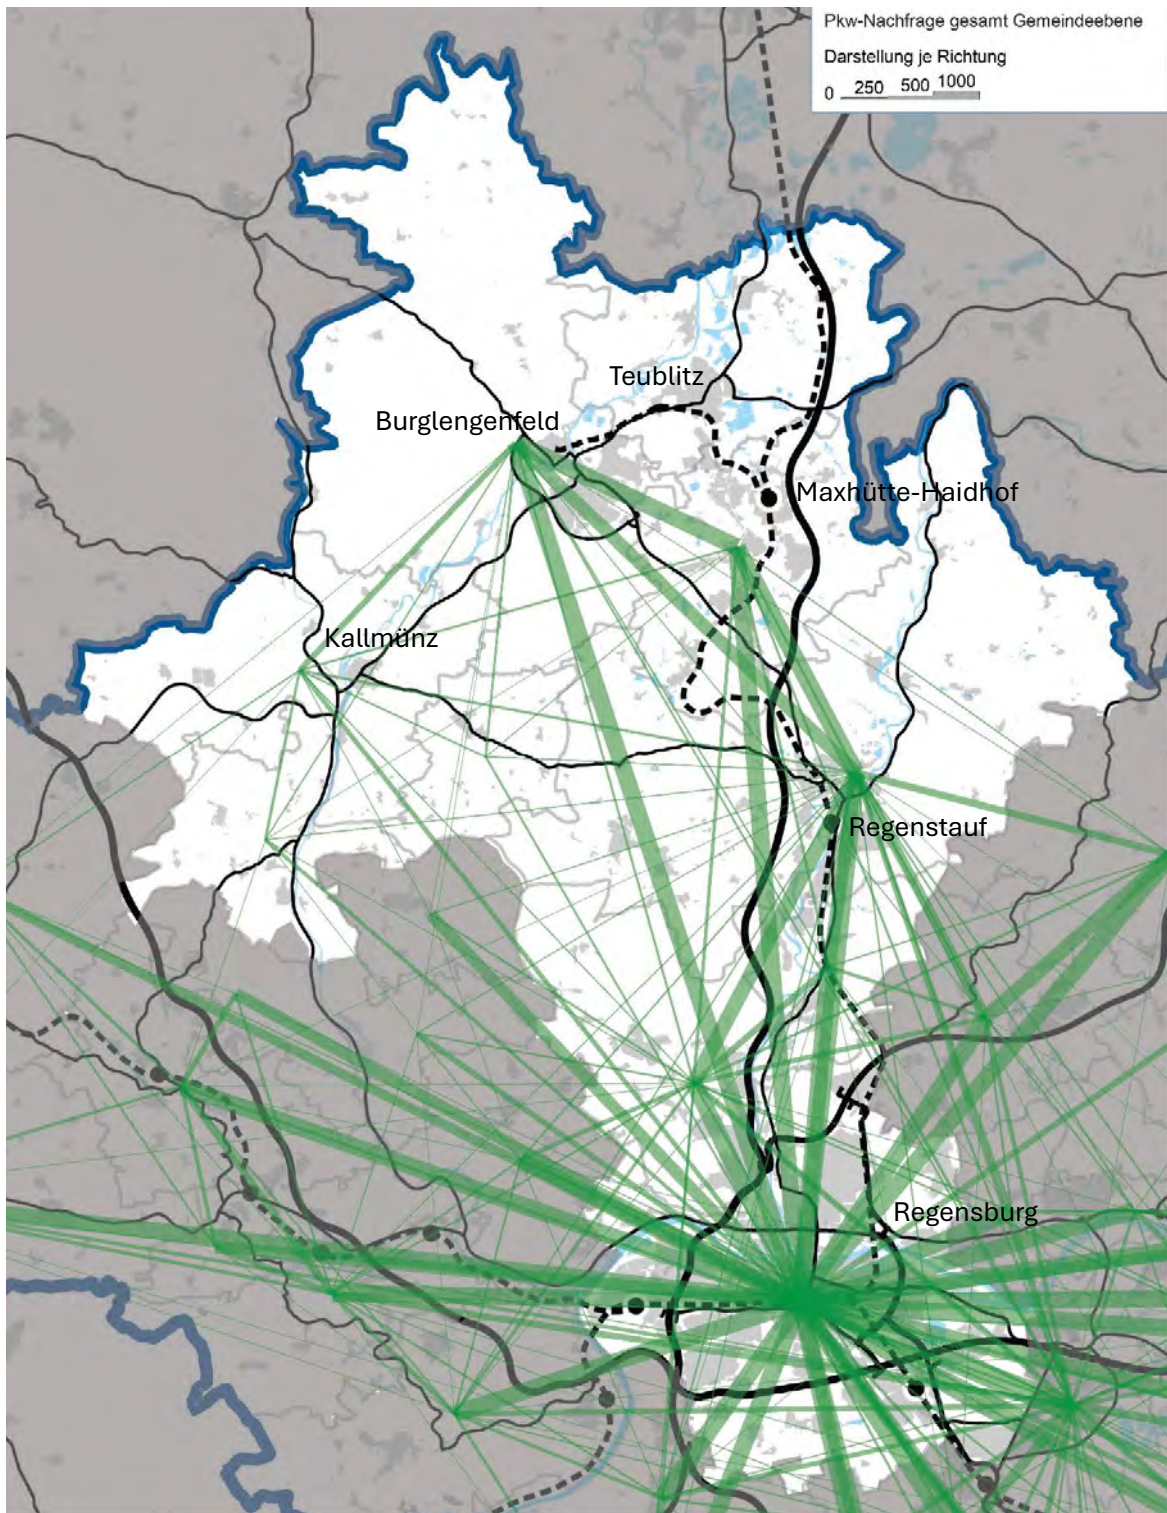 Pkw-Nachfrage gesamt Gemeindeebene
Darstellung je Richtung
0 250 500 1000
Teublitz
Burglengenfeld
Maxhütte-Haidhof
Kallmünz
Regenstauf
Regensburg